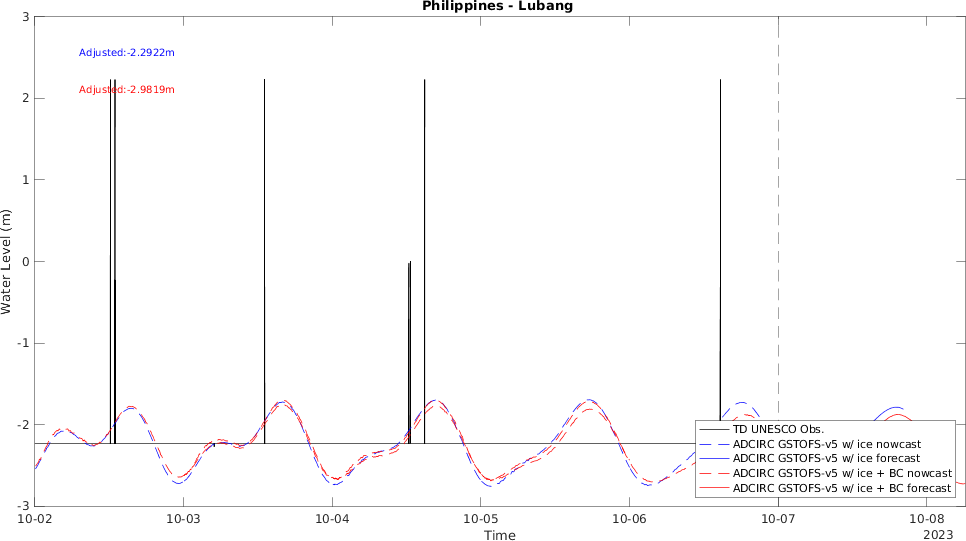 Philippines - Lubang
3
Adjusted:-2.2922m
Adjusted:-2.9819m
2
1
0
-1
-2
-3
Water Level (m)
TD UNESCO Obs.
ADCIRC GSTOFS-v5 w/ ice nowcast
ADCIRC GSTOFS-v5 w/ ice forecast
ADCIRC GSTOFS-v5 w/ ice + BC nowcast
ADCIRC GSTOFS-v5 w/ ice + BC forecast
10-02 10-03 10-04 10-05 10-06 10-07 10-08
Time
2023